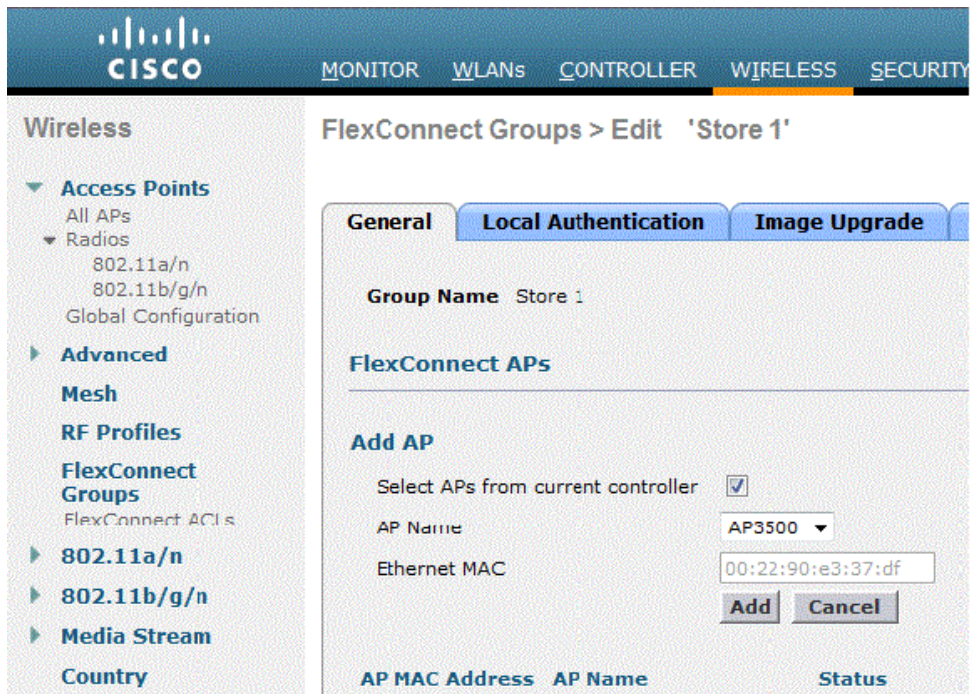 CISCO
MONITOR WLANs CONTROLLER WIRELESS SECURITY
Wireless
Access Points
All APs
Radios
802.11a/n
802.11b/g/n
Global Configuration
Advanced
Mesh
RF Profiles
FlexConnect
Groups
FlexConnect ACLs
802.11a/n
802.11b/g/n
Media Stream
Country
FlexConnect Groups > Edit 'Store 1'
General Local Authentication Image Upgrade
Group Name Store 1
FlexConnect APs
Add AP
Select APs from current controller
AP Name AP3500
Ethernet MAC 00:22:90:e3:37:df
Add Cancel
AP MAC Address AP Name Status